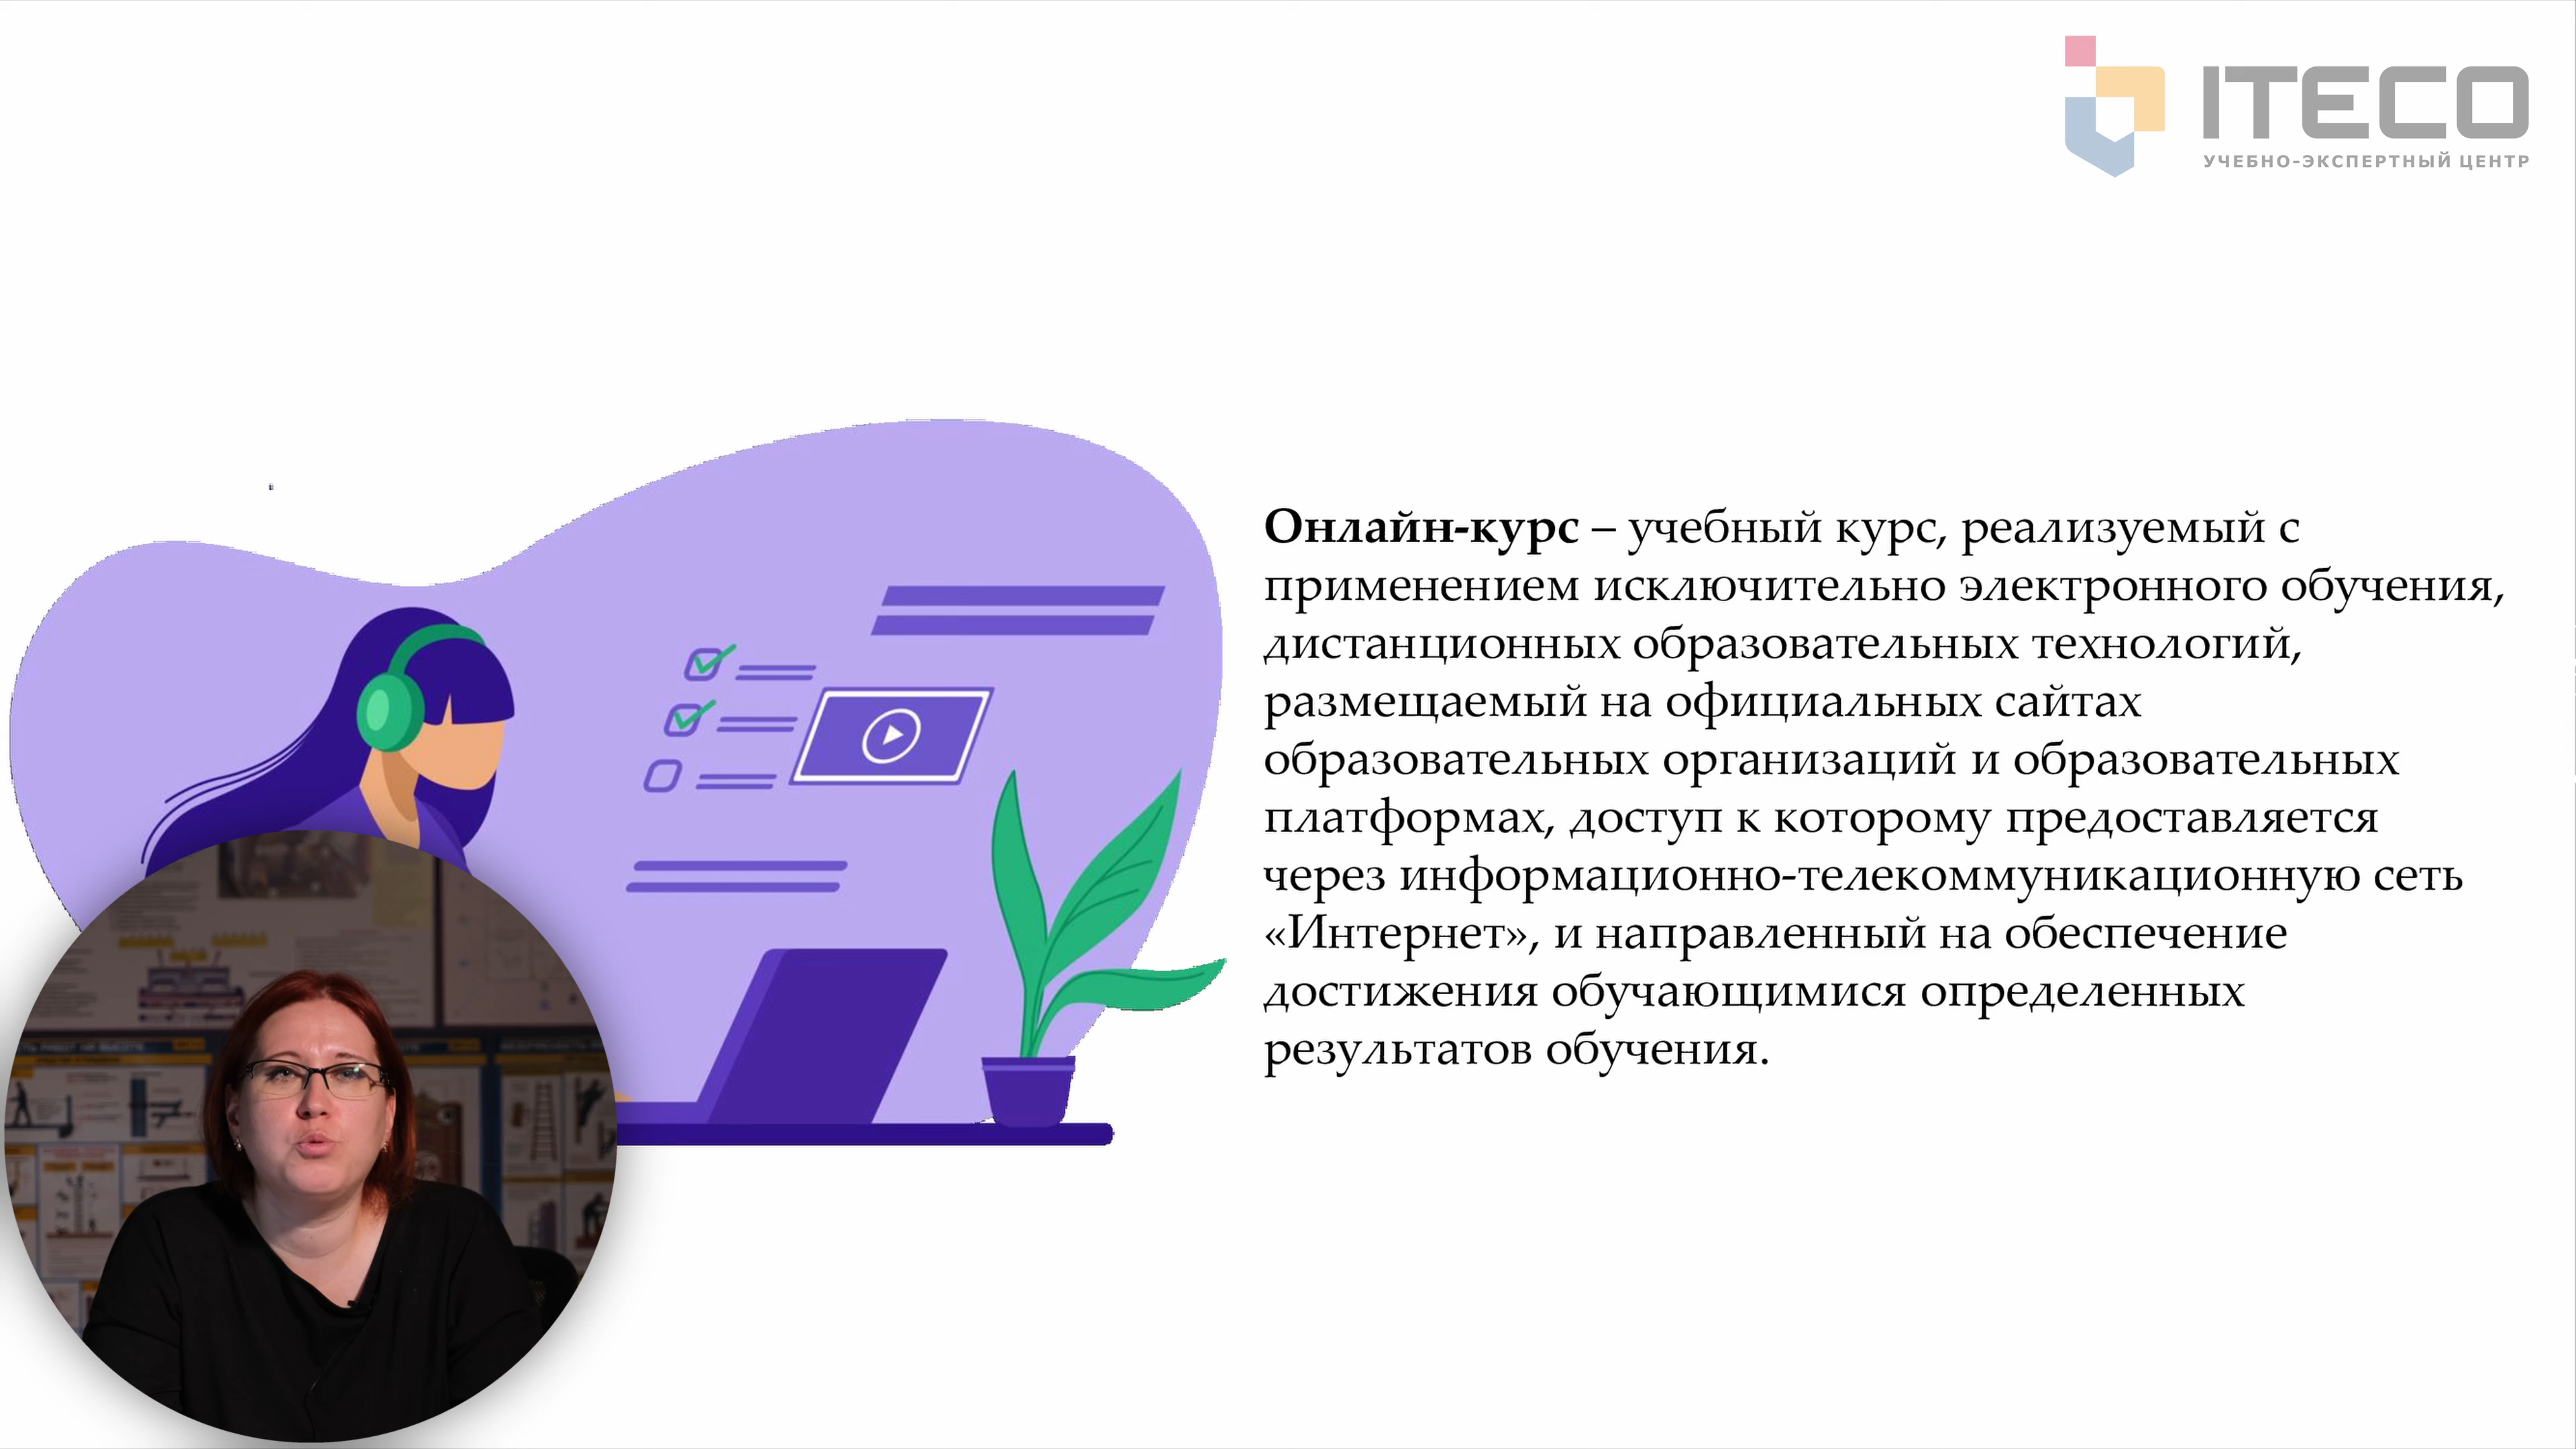 ITECO
УЧЕБНО-ЭКСПЕРТНЫЙ ЦЕНТР
Онлайн-курс – учебный курс, реализуемый с
применением исключительно электронного обучения,
дистанционных образовательных технологий,
размещаемый на официальных сайтах
образовательных организаций и образовательных
платформах, доступ к которому предоставляется
через информационно-телекоммуникационную сеть
«Интернет», и направленный на обеспечение
достижения обучающимися определенных
результатов обучения.